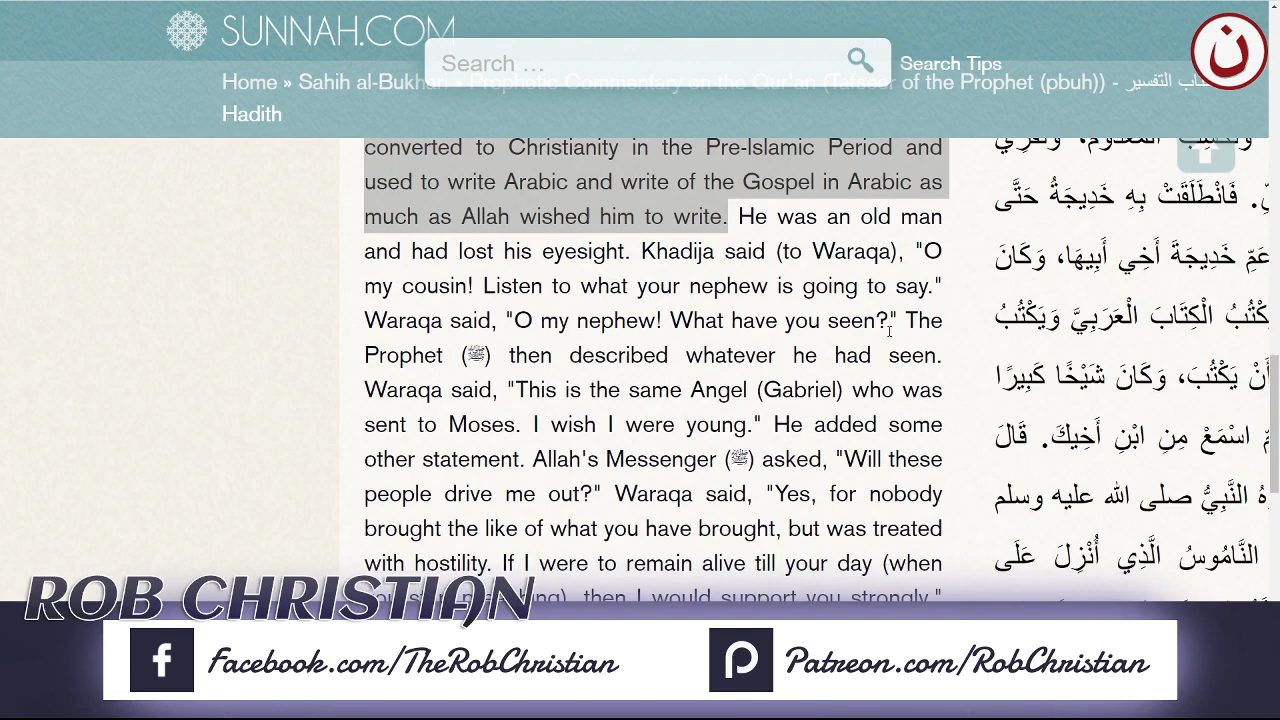 SUNNAH.COM
Search ...
Search Tips
Home » Sahih al-Bukhari » Prophetic Commentary on the Qur'an (Tafseer of the Prophet (pbuh)) - كتاب التفسير
Hadith
ن
converted to Christianity in the Pre-Islamic Period and
used to write Arabic and write of the Gospel in Arabic as
much as Allah wished him to write. He was an old man
and had lost his eyesight. Khadija said (to Waraqa), "O
my cousin! Listen to what your nephew is going to say."
Waraqa said, "O my nephew! What have you seen?" The
Prophet (ﷺ) then described whatever he had seen.
Waraqa said, "This is the same Angel (Gabriel) who was
sent to Moses. I wish I were young." He added some
other statement. Allah's Messenger (ﷺ) asked, "Will these
people drive me out?" Waraqa said, "Yes, for nobody
brought the like of what you have brought, but was treated
with hostility. If I were to remain alive till your day (when
then I would support you strongly."
وَتَكْسِبُ الْمَعْدُومَ، وَتَقْرِي
فَانْطَلَقَتْ بِهِ خَدِيجَةُ حَتَّى
عَمِّ خَدِيجَةَ أَخِي أَبِيهَا، وَكَانَ
الْكِتَابَ الْعَرَبِيَّ وَيَكْتُبُ
أَنْ يَكْتُبَ، وَكَانَ شَيْخًا كَبِيرًا
اسْمَعْ مِنِ ابْنِ أَخِيكَ. قَالَ
النَّبِيُّ صلى الله عليه وسلم
النَّامُوسُ الَّذِي أُنْزِلَ عَلَى
ROB CHRISTIAN
Facebook.com/TheRobChristian
Patreon.com/RobChristian